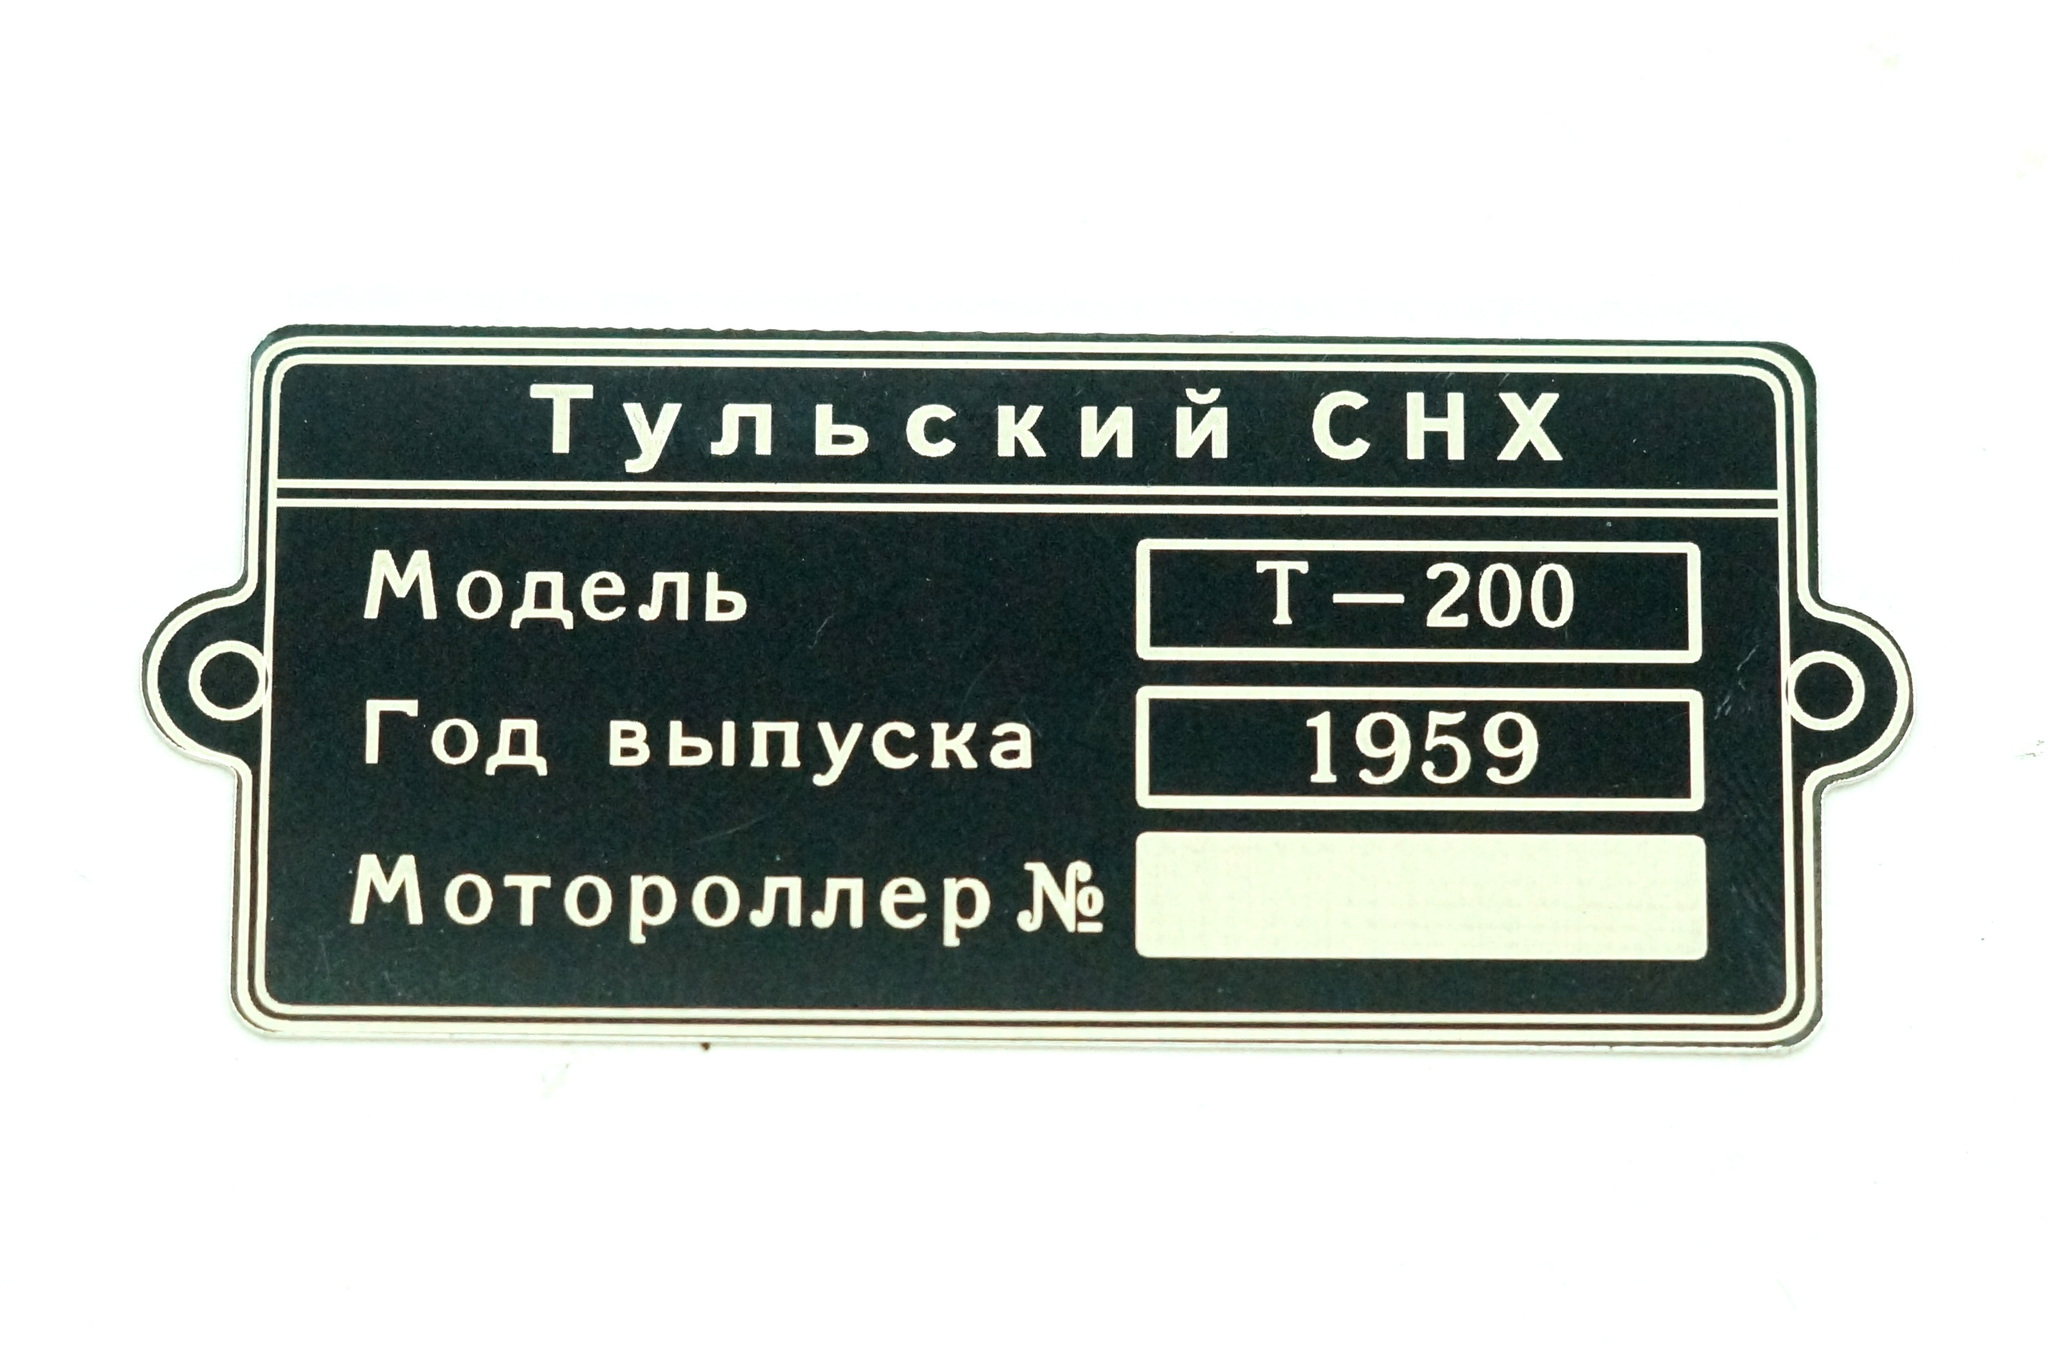 Тульский СНХ
Модель Т—200
Год выпуска 1959
Мотороллер №